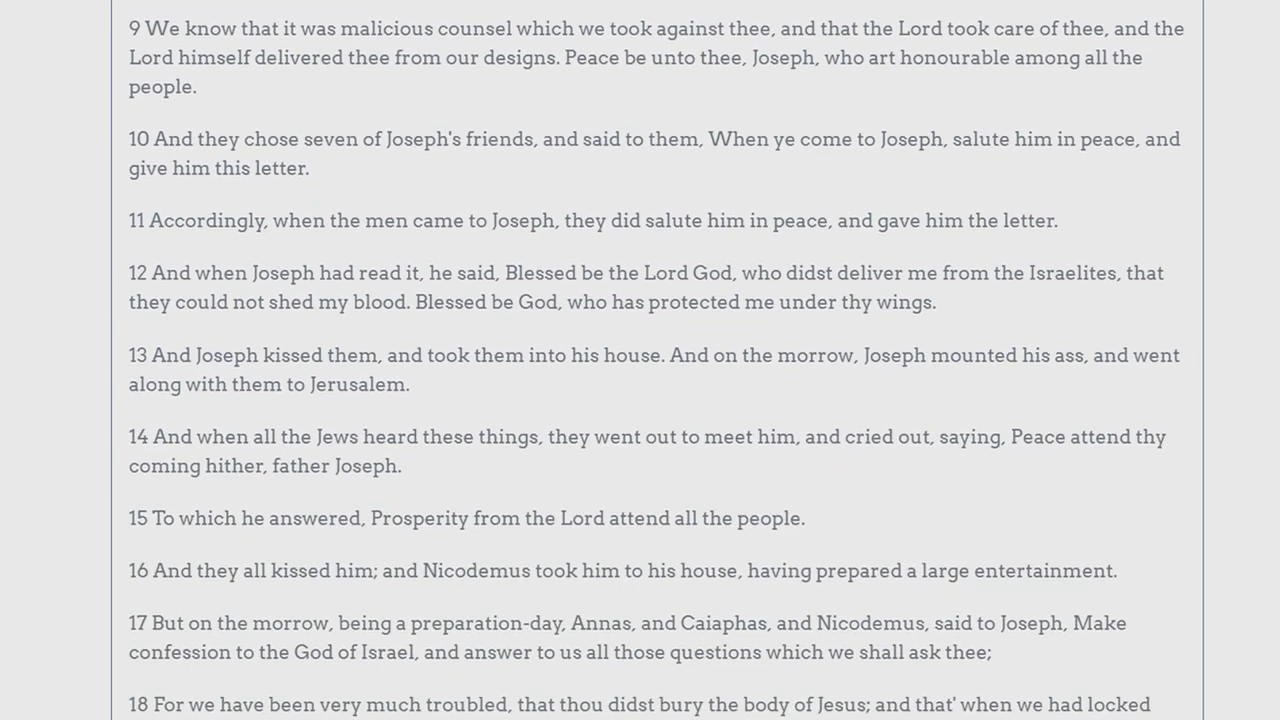 9 We know that it was malicious counsel which we took against thee, and that the Lord took care of thee, and the
Lord himself delivered thee from our designs. Peace be unto thee, Joseph, who art honourable among all the
people.
10 And they chose seven of Joseph's friends, and said to them, When ye come to Joseph, salute him in peace, and
give him this letter.
11 Accordingly, when the men came to Joseph, they did salute him in peace, and gave him the letter.
12 And when Joseph had read it, he said, Blessed be the Lord God, who didst deliver me from the Israelites, that
they could not shed my blood. Blessed be God, who has protected me under thy wings.
13 And Joseph kissed them, and took them into his house. And on the morrow, Joseph mounted his ass, and went
along with them to Jerusalem.
14 And when all the Jews heard these things, they went out to meet him, and cried out, saying, Peace attend thy
coming hither, father Joseph.
15 To which he answered, Prosperity from the Lord attend all the people.
16 And they all kissed him; and Nicodemus took him to his house, having prepared a large entertainment.
17 But on the morrow, being a preparation-day, Annas, and Caiaphas, and Nicodemus, said to Joseph, Make
confession to the God of Israel, and answer to us all those questions which we shall ask thee;
18 For we have been very much troubled, that thou didst bury the body of Jesus; and that' when we had locked